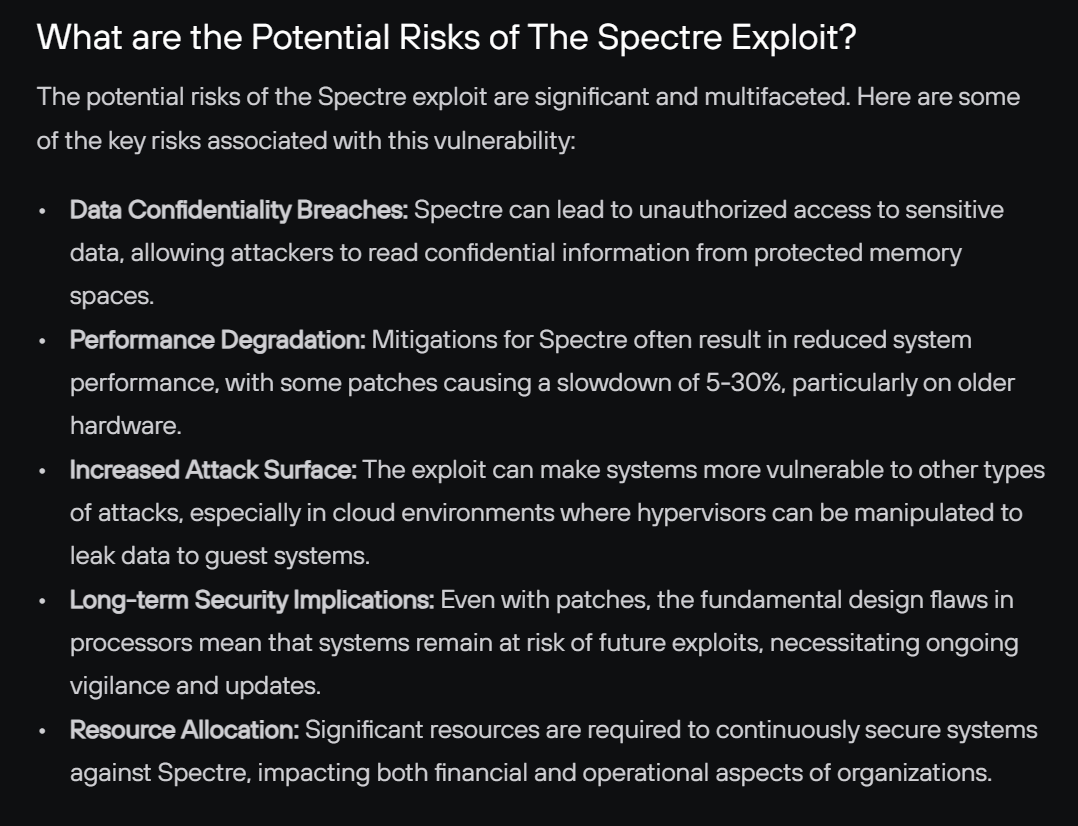 What are the Potential Risks of The Spectre Exploit?
The potential risks of the Spectre exploit are significant and multifaceted. Here are some
of the key risks associated with this vulnerability:
• Data Confidentiality Breaches: Spectre can lead to unauthorized access to sensitive
data, allowing attackers to read confidential information from protected memory
spaces.
• Performance Degradation: Mitigations for Spectre often result in reduced system
performance, with some patches causing a slowdown of 5-30%, particularly on older
hardware.
• Increased Attack Surface: The exploit can make systems more vulnerable to other types
of attacks, especially in cloud environments where hypervisors can be manipulated to
leak data to guest systems.
• Long-term Security Implications: Even with patches, the fundamental design flaws in
processors mean that systems remain at risk of future exploits, necessitating ongoing
vigilance and updates.
• Resource Allocation: Significant resources are required to continuously secure systems
against Spectre, impacting both financial and operational aspects of organizations.